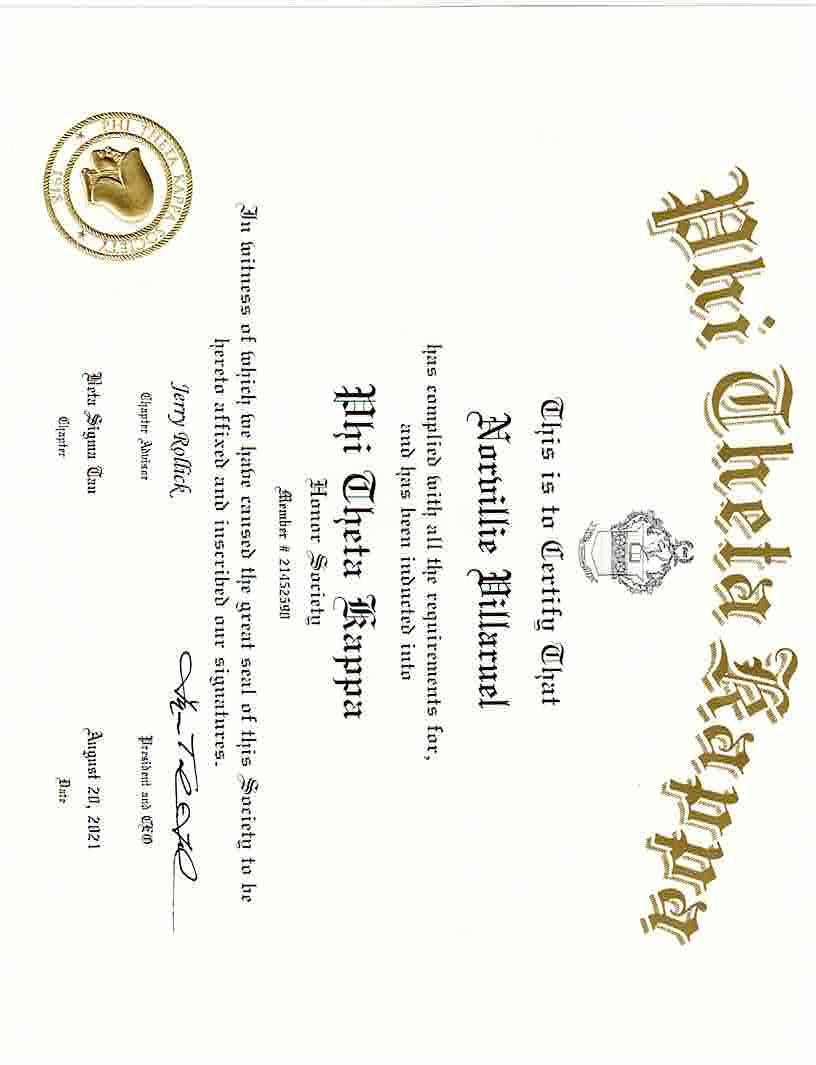 Phi Theta Kappa
This is to Certify That
Norvillie Villaruel
has complied with all the requirements for,
and has been inducted into
Phi Theta Kappa
Honor Society
Member # 21452590
In witness of which we have caused the great seal of this Society to be
hereto affixed and inscribed our signatures.
Jerry Rollick
Chapter Advisor
President and CEO
PHI THETA KAPPA SOCIETY
1918
Beta Sigma Tau
Chapter
August 20, 2021
Date